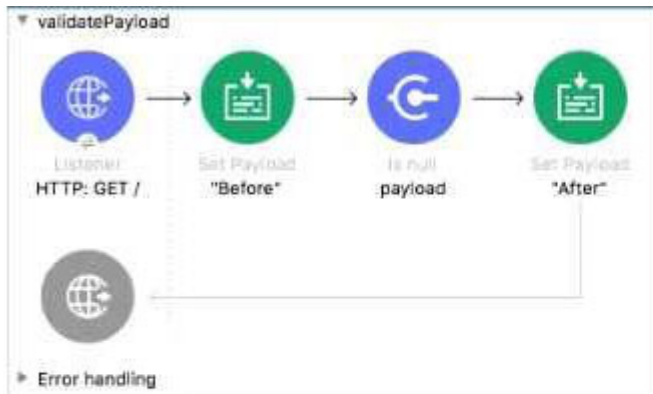 validatePayload
Listener
Set Payload
Is null
Set Payload
HTTP: GET /
"Before"
payload
"After"
Error handling